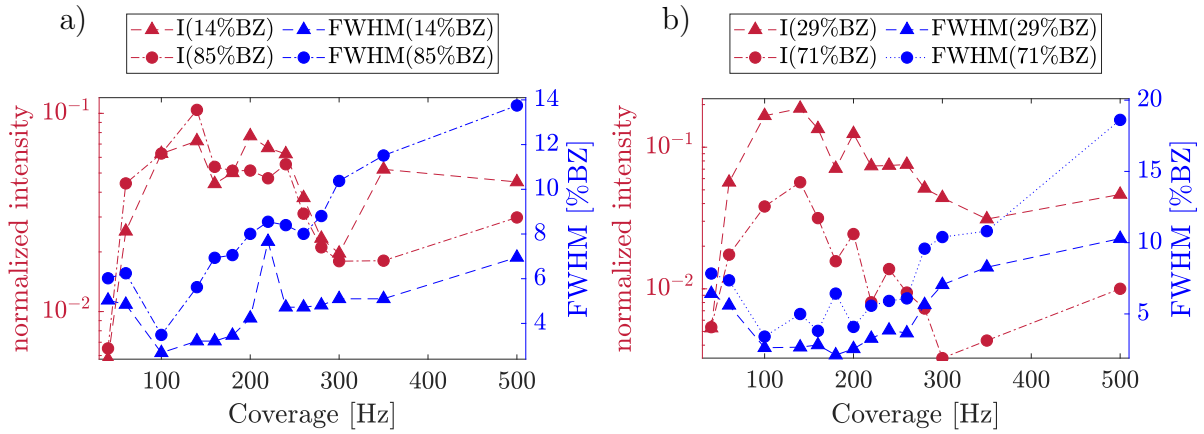 a)
I(14%BZ) FWHM(14%BZ)
I(85%BZ) FWHM(85%BZ)
normalized intensity
10⁻¹
10⁻²
14
12
10
8
6
4
FWHM [%BZ]
100 200 300 400 500
Coverage [Hz]
b)
I(29%BZ) FWHM(29%BZ)
I(71%BZ) FWHM(71%BZ)
normalized intensity
10⁻¹
10⁻²
20
15
10
5
FWHM [%BZ]
100 200 300 400 500
Coverage [Hz]